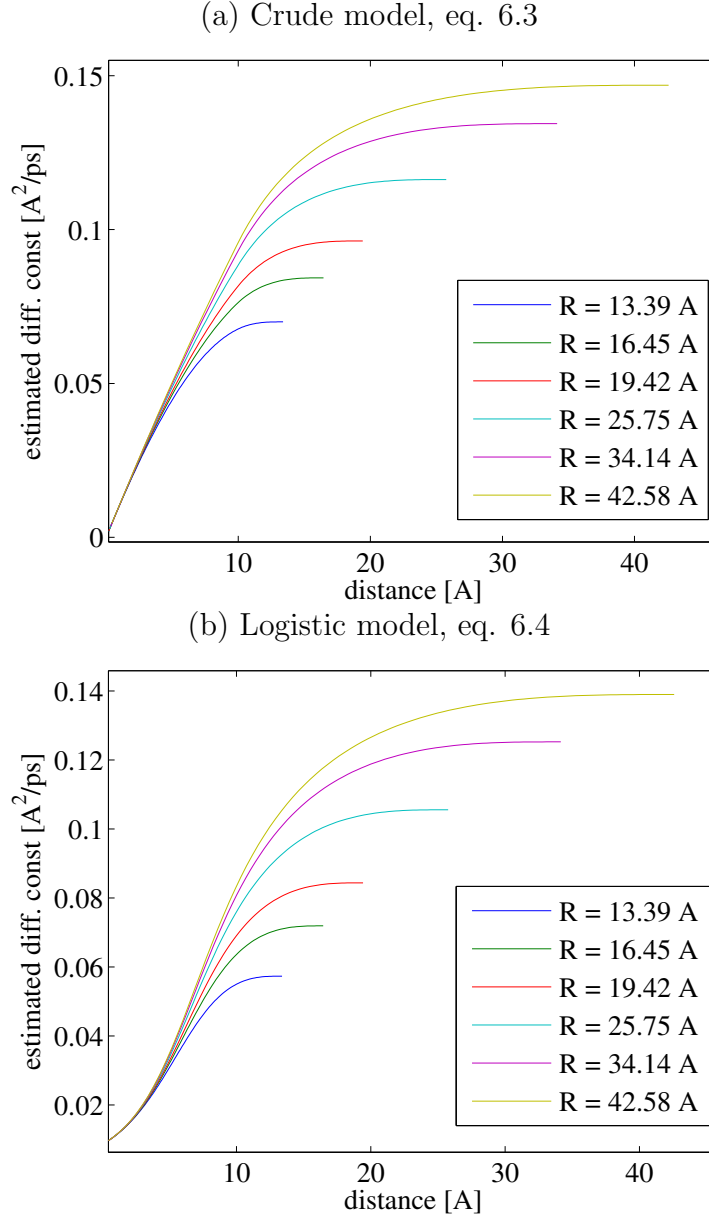 (a) Crude model, eq. 6.3
0.15
0.1
0.05
0
estimated diff. const [A^2/ps]
R = 13.39 A
R = 16.45 A
R = 19.42 A
R = 25.75 A
R = 34.14 A
R = 42.58 A
10 20 30 40
distance [A]
(b) Logistic model, eq. 6.4
0.14
0.12
0.1
0.08
0.06
0.04
0.02
estimated diff. const [A^2/ps]
R = 13.39 A
R = 16.45 A
R = 19.42 A
R = 25.75 A
R = 34.14 A
R = 42.58 A
10 20 30 40
distance [A]